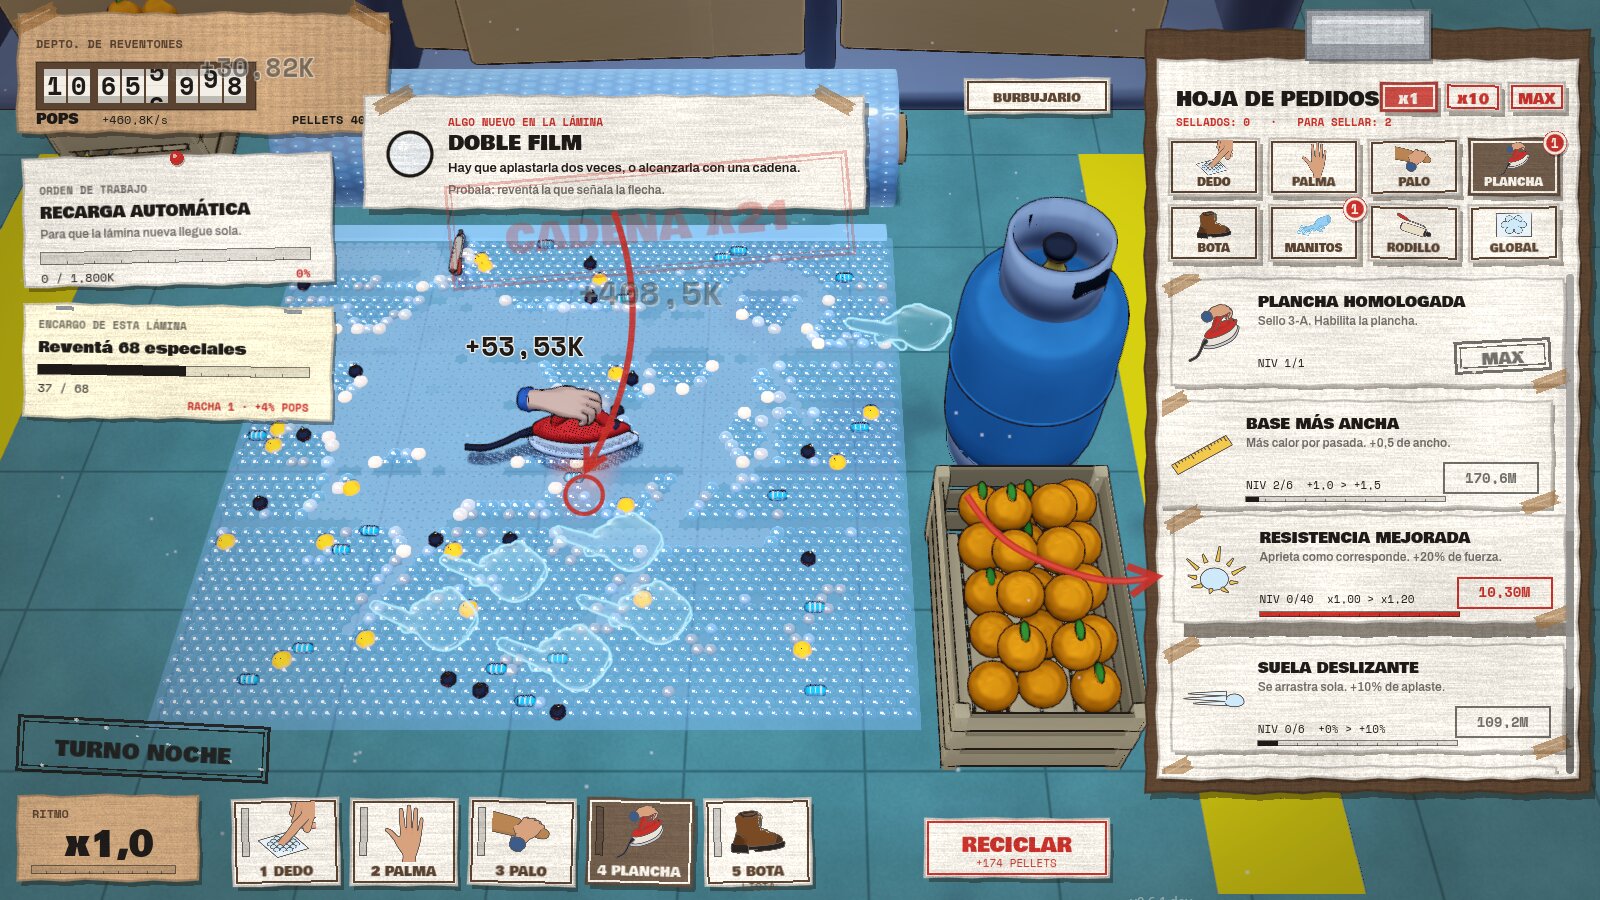 DEPTO. DE REVENTONES
+30,82K
10 65 998
POPS +460,8K/s PELLETS 40
ORDEN DE TRABAJO
RECARGA AUTOMÁTICA
Para que la lámina nueva llegue sola.
0 / 1.800K 0%
ENCARGO DE ESTA LÁMINA
Reventá 68 especiales
37 / 68
RACHA 1 · +4% POPS
ALGO NUEVO EN LA LÁMINA
DOBLE FILM
Hay que aplastarla dos veces, o alcanzarla con una cadena.
Probala: reventá la que señala la flecha.
CADENA x21
+408,5K
+53,53K
BURBUJARIO
HOJA DE PEDIDOS x1 x10 MAX
SELLADOS: 0 · PARA SELLAR: 2
DEDO PALMA PALO PLANCHA 1
BOTA MANITOS 1 RODILLO GLOBAL
PLANCHA HOMOLOGADA
Sello 3-A. Habilita la plancha.
NIV 1/1 MAX
BASE MÁS ANCHA
Más calor por pasada. +0,5 de ancho.
NIV 2/6 +1.0 > +1.5 170,6M
RESISTENCIA MEJORADA
Aprieta como corresponde. +20% de fuerza.
NIV 0/40 x1.00 > x1.20 10,30M
SUELA DESLIZANTE
Se arrastra sola. +10% de aplaste.
NIV 0/6 +0% > +10% 109,2M
TURNO NOCHE
RITMO
x1,0
1 DEDO 2 PALMA 3 PALO 4 PLANCHA 5 BOTA
RECICLAR
+174 PELLETS